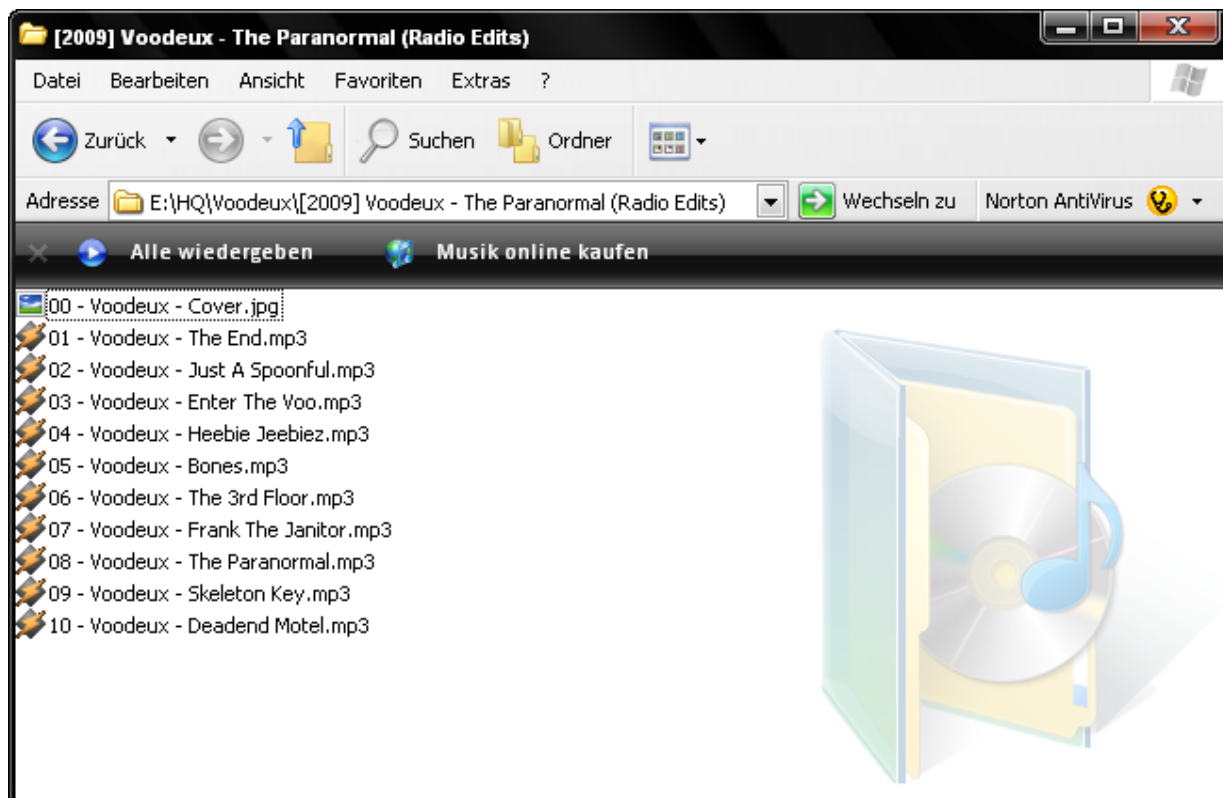 [2009] Voodeux - The Paranormal (Radio Edits)
Datei Bearbeiten Ansicht Favoriten Extras ?
Zurück Suchen Ordner
Adresse E:\HQ\Voodeux\[2009] Voodeux - The Paranormal (Radio Edits) Wechseln zu Norton AntiVirus
Alle wiedergeben Musik online kaufen
00 - Voodeux - Cover.jpg
01 - Voodeux - The End.mp3
02 - Voodeux - Just A Spoonful.mp3
03 - Voodeux - Enter The Voo.mp3
04 - Voodeux - Heebie Jeebiez.mp3
05 - Voodeux - Bones.mp3
06 - Voodeux - The 3rd Floor.mp3
07 - Voodeux - Frank The Janitor.mp3
08 - Voodeux - The Paranormal.mp3
09 - Voodeux - Skeleton Key.mp3
10 - Voodeux - Deadend Motel.mp3